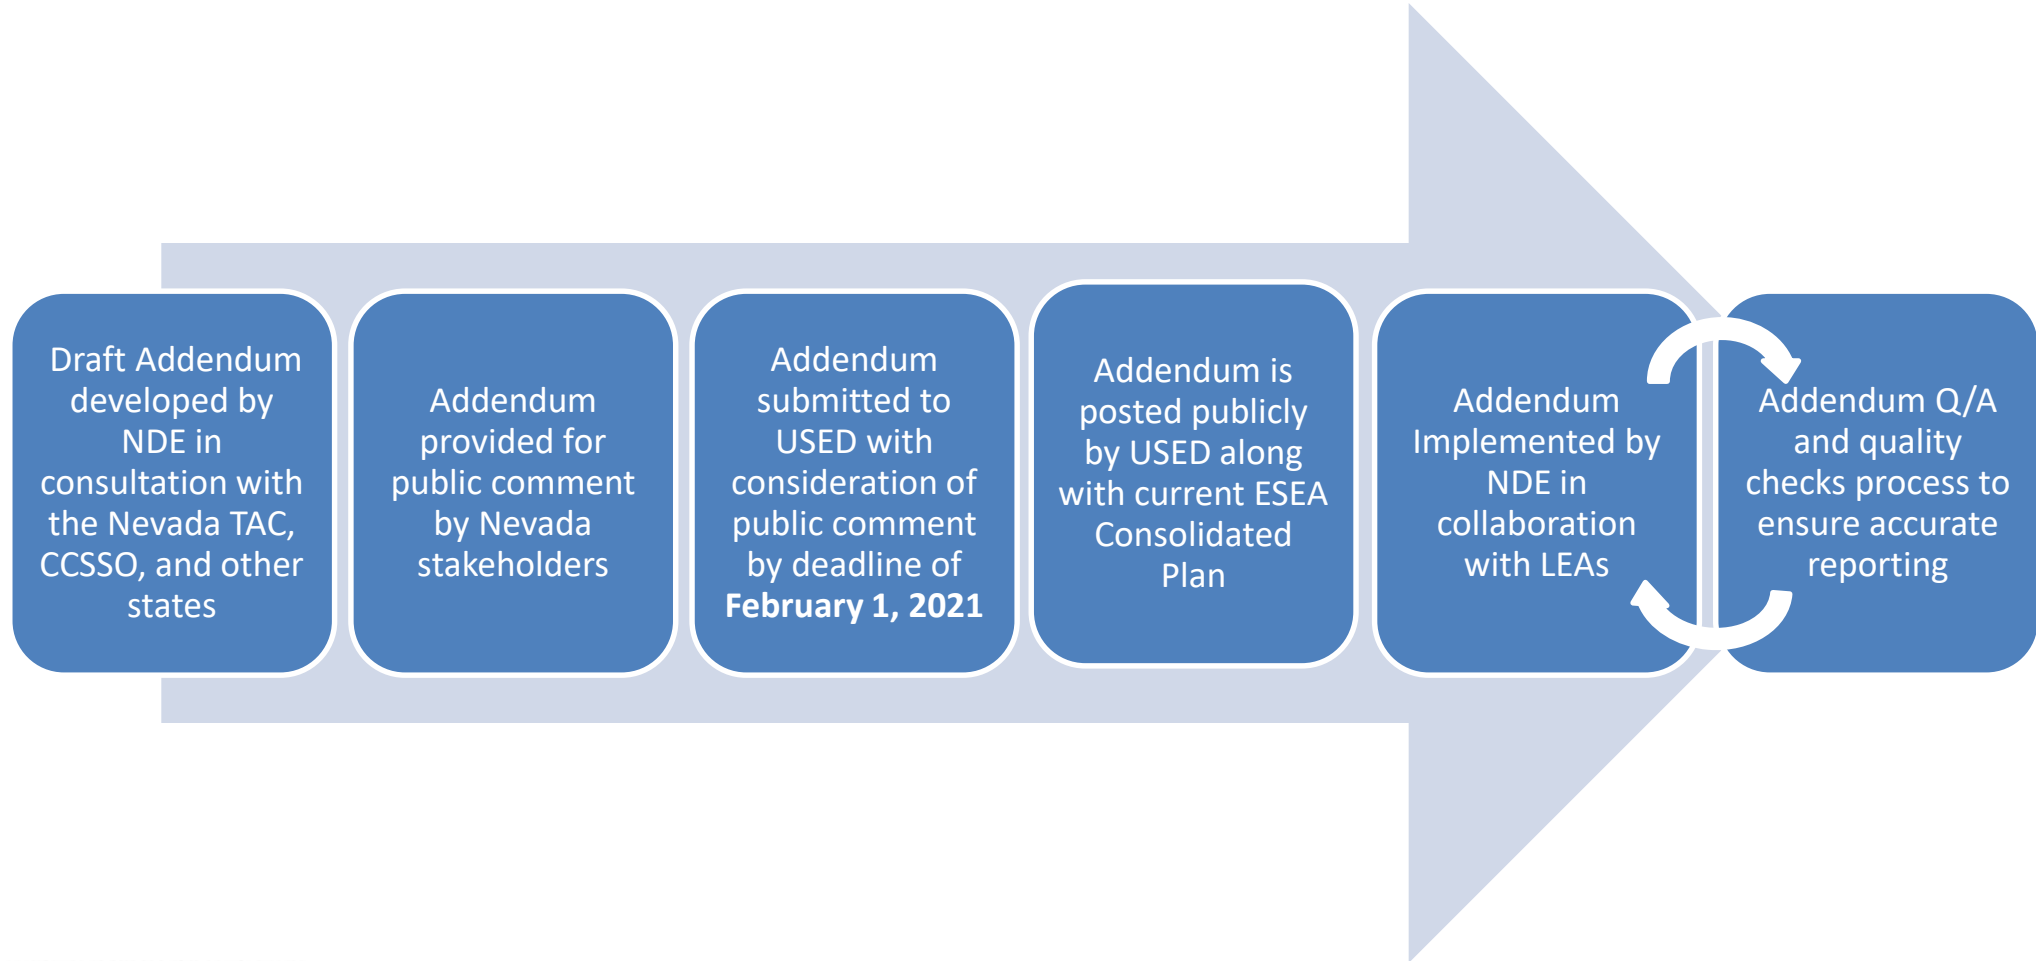 Draft Addendum
developed by
NDE in
consultation with
the Nevada TAC,
CCSSO, and other
states
Addendum
provided for
public comment
by Nevada
stakeholders
Addendum
submitted to
USED with
consideration of
public comment
by deadline of
February 1, 2021
Addendum is
posted publicly
by USED along
with current ESEA
Consolidated
Plan
Addendum
Implemented by
NDE in
collaboration
with LEAs
Addendum Q/A
and quality
checks process to
ensure accurate
reporting